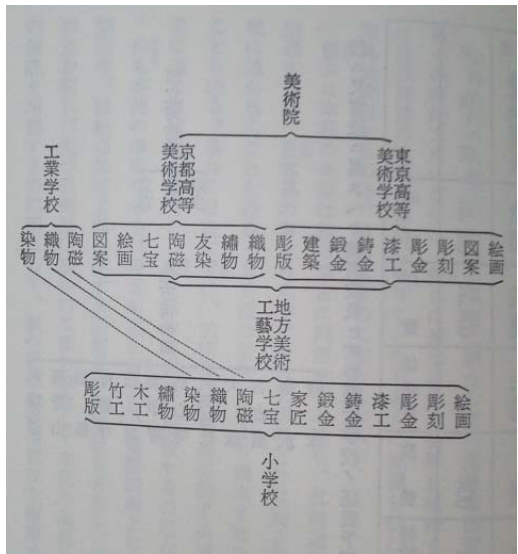 美術院
東京高等
美術学校
京都高等
美術学校
工業学校
絵画
図案
彫刻
彫金
漆工
鋳金
鍛金
建築
彫版
織物
繡物
友染
陶磁
七宝
絵画
図案
陶磁
織物
染物
地方美術
工藝学校
絵画
彫刻
彫金
漆工
鋳金
鍛金
家匠
七宝
陶磁
織物
染物
繡物
木工
竹工
彫版
小学校